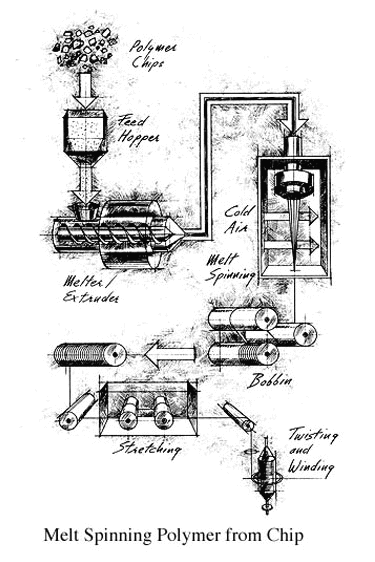 Polymer
Chips
Feed
Hopper
Melter/
Extruder
Cold
Air
Melt
Spinning
Bobbin
Stretching
Twisting
and
Winding
Melt Spinning Polymer from Chip